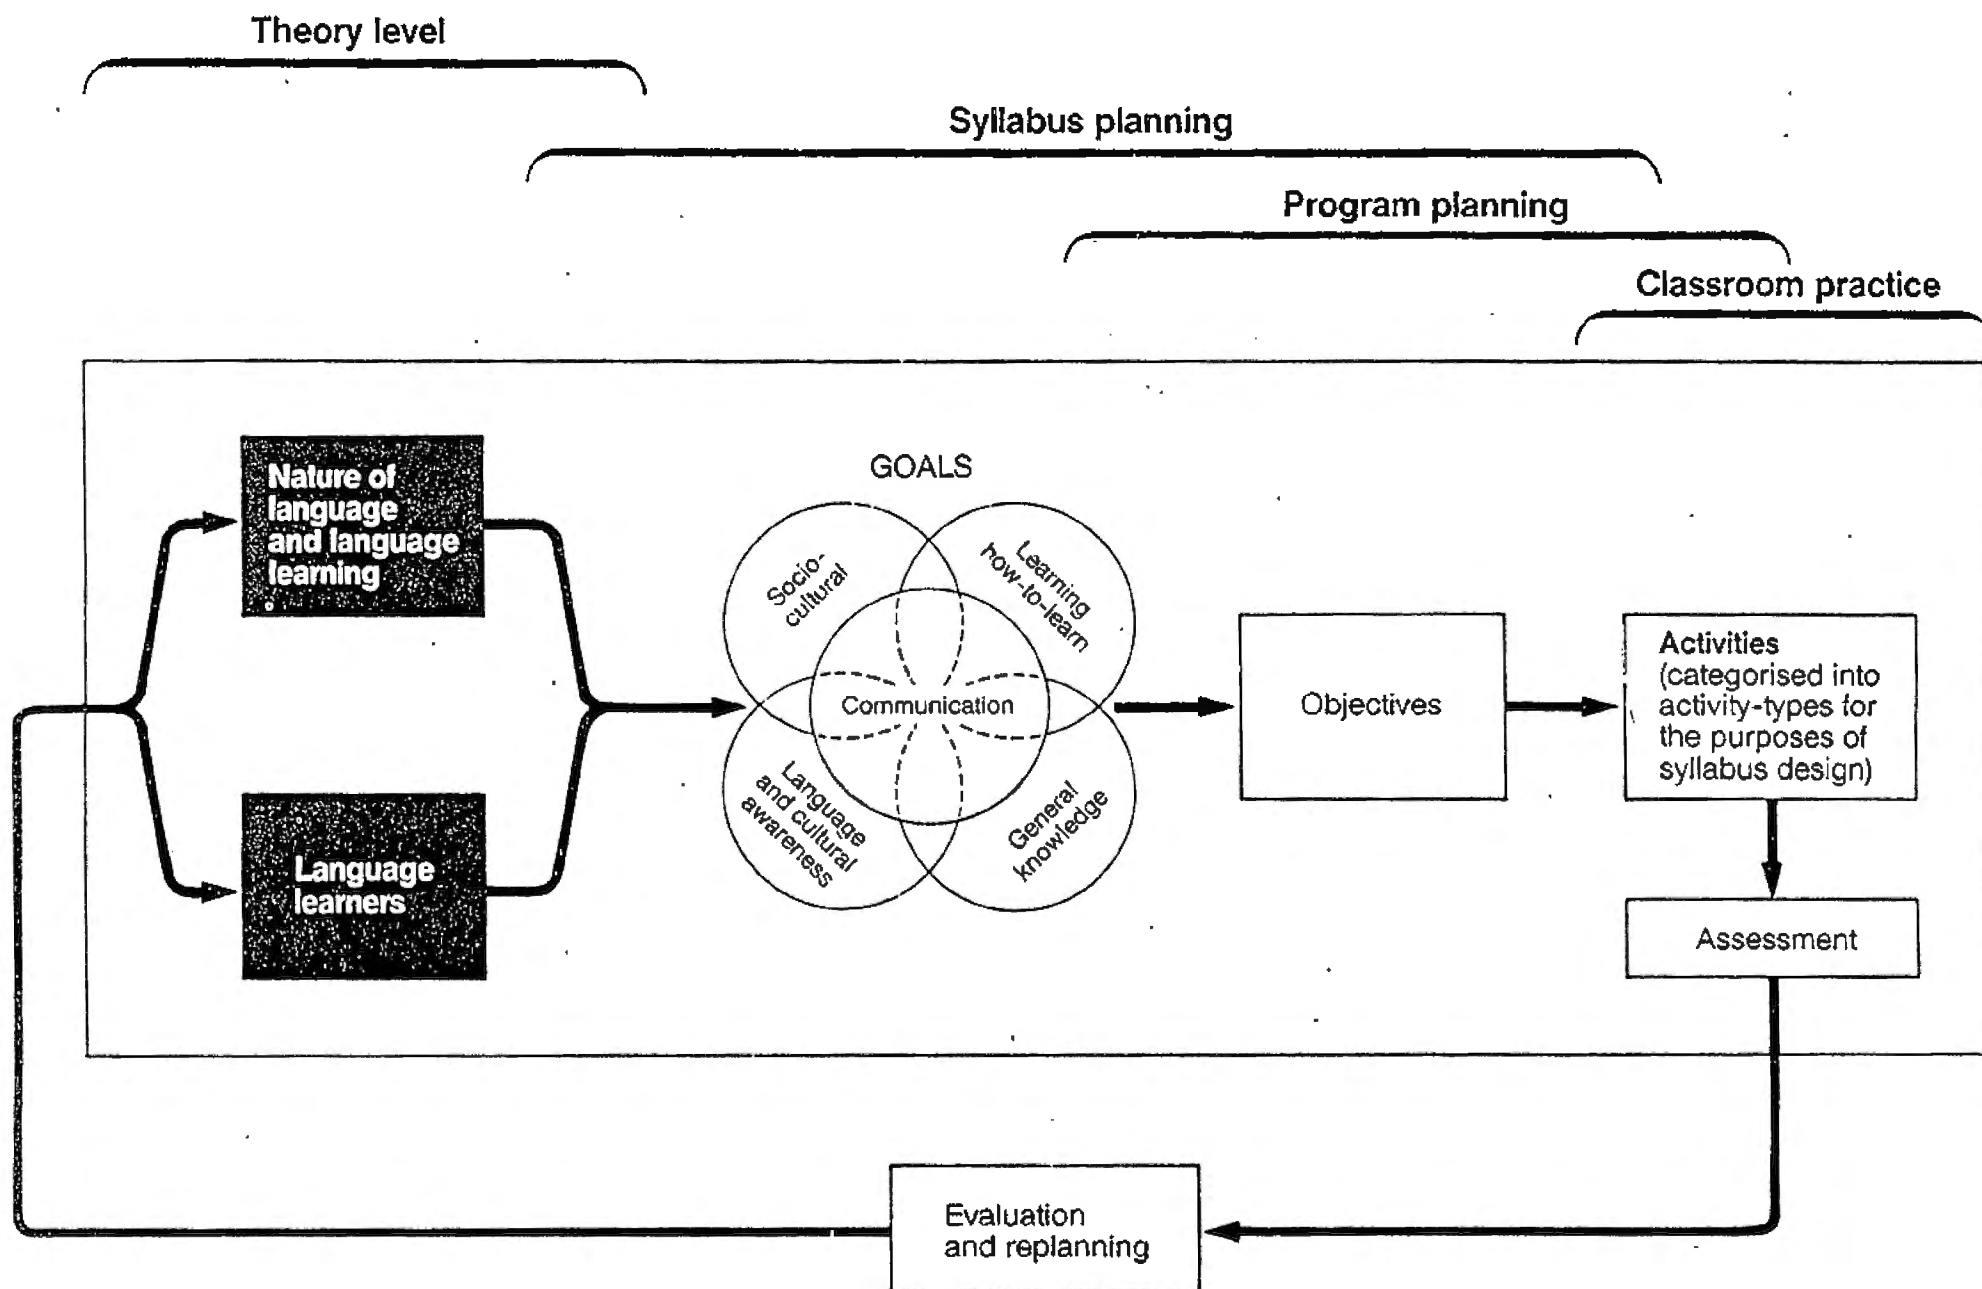 Theory level
Syllabus planning
Program planning
Classroom practice
Nature of
language
and language
learning
Language
learners
GOALS
Socio-
cultural
Learning
how-to-learn
Communication
Language
and cultural
awareness
General
knowledge
Objectives
Activities
(categorised into
activity-types for
the purposes of
syllabus design)
Assessment
Evaluation
and replanning